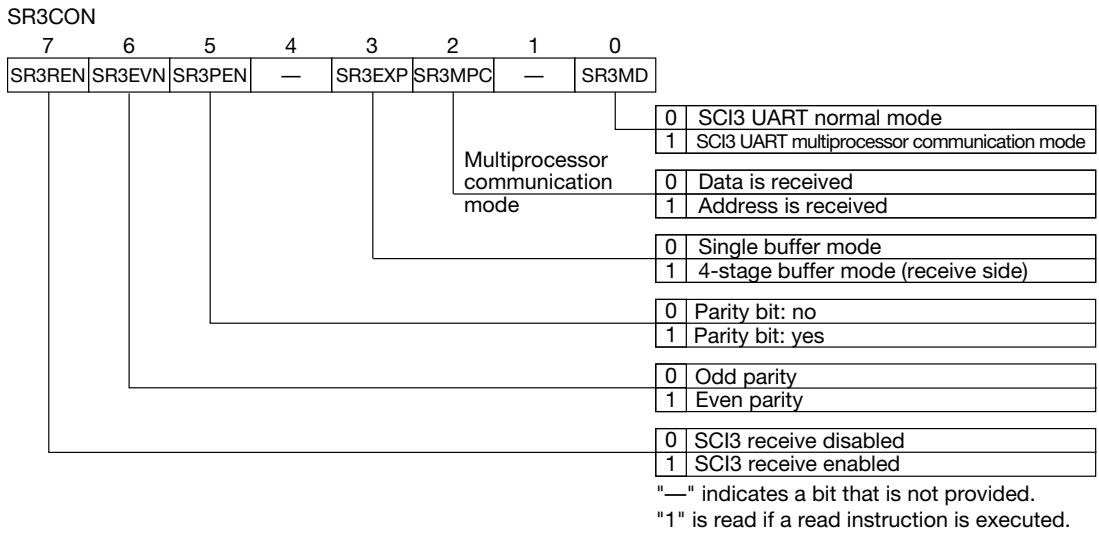 SR3CON
7 6 5 4 3 2 1 0
SR3REN SR3EVN SR3PEN — SR3EXP SR3MPC — SR3MD
0 SCI3 UART normal mode
1 SCI3 UART multiprocessor communication mode
Multiprocessor
communication
mode
0 Data is received
1 Address is received
0 Single buffer mode
1 4-stage buffer mode (receive side)
0 Parity bit: no
1 Parity bit: yes
0 Odd parity
1 Even parity
0 SCI3 receive disabled
1 SCI3 receive enabled
"—" indicates a bit that is not provided.
"1" is read if a read instruction is executed.